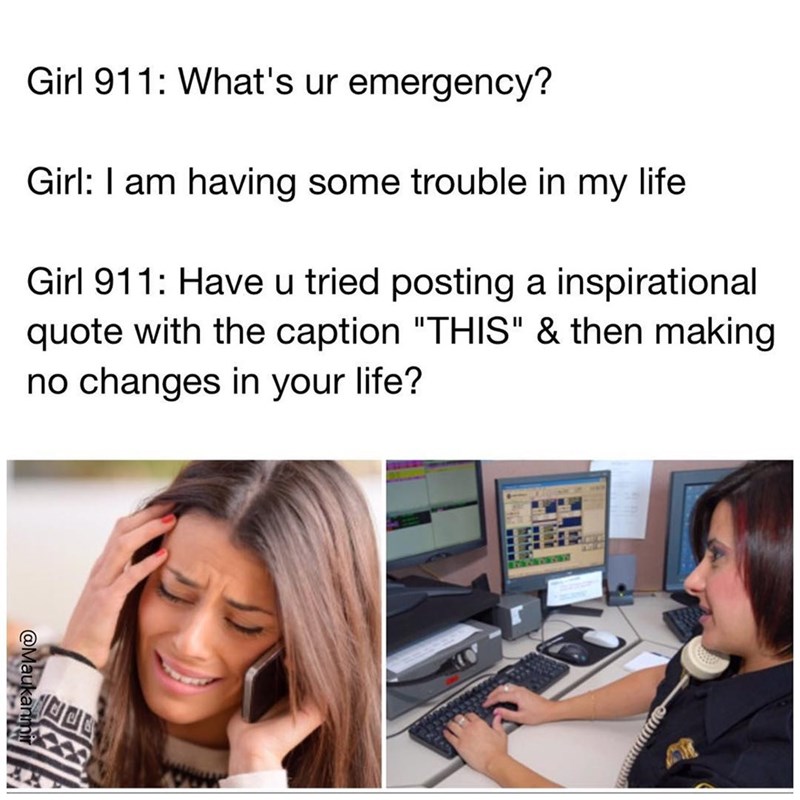 Girl 911: What's ur emergency?
Girl: I am having some trouble in my life
Girl 911: Have u tried posting a inspirational
quote with the caption "THIS" & then making
no changes in your life?